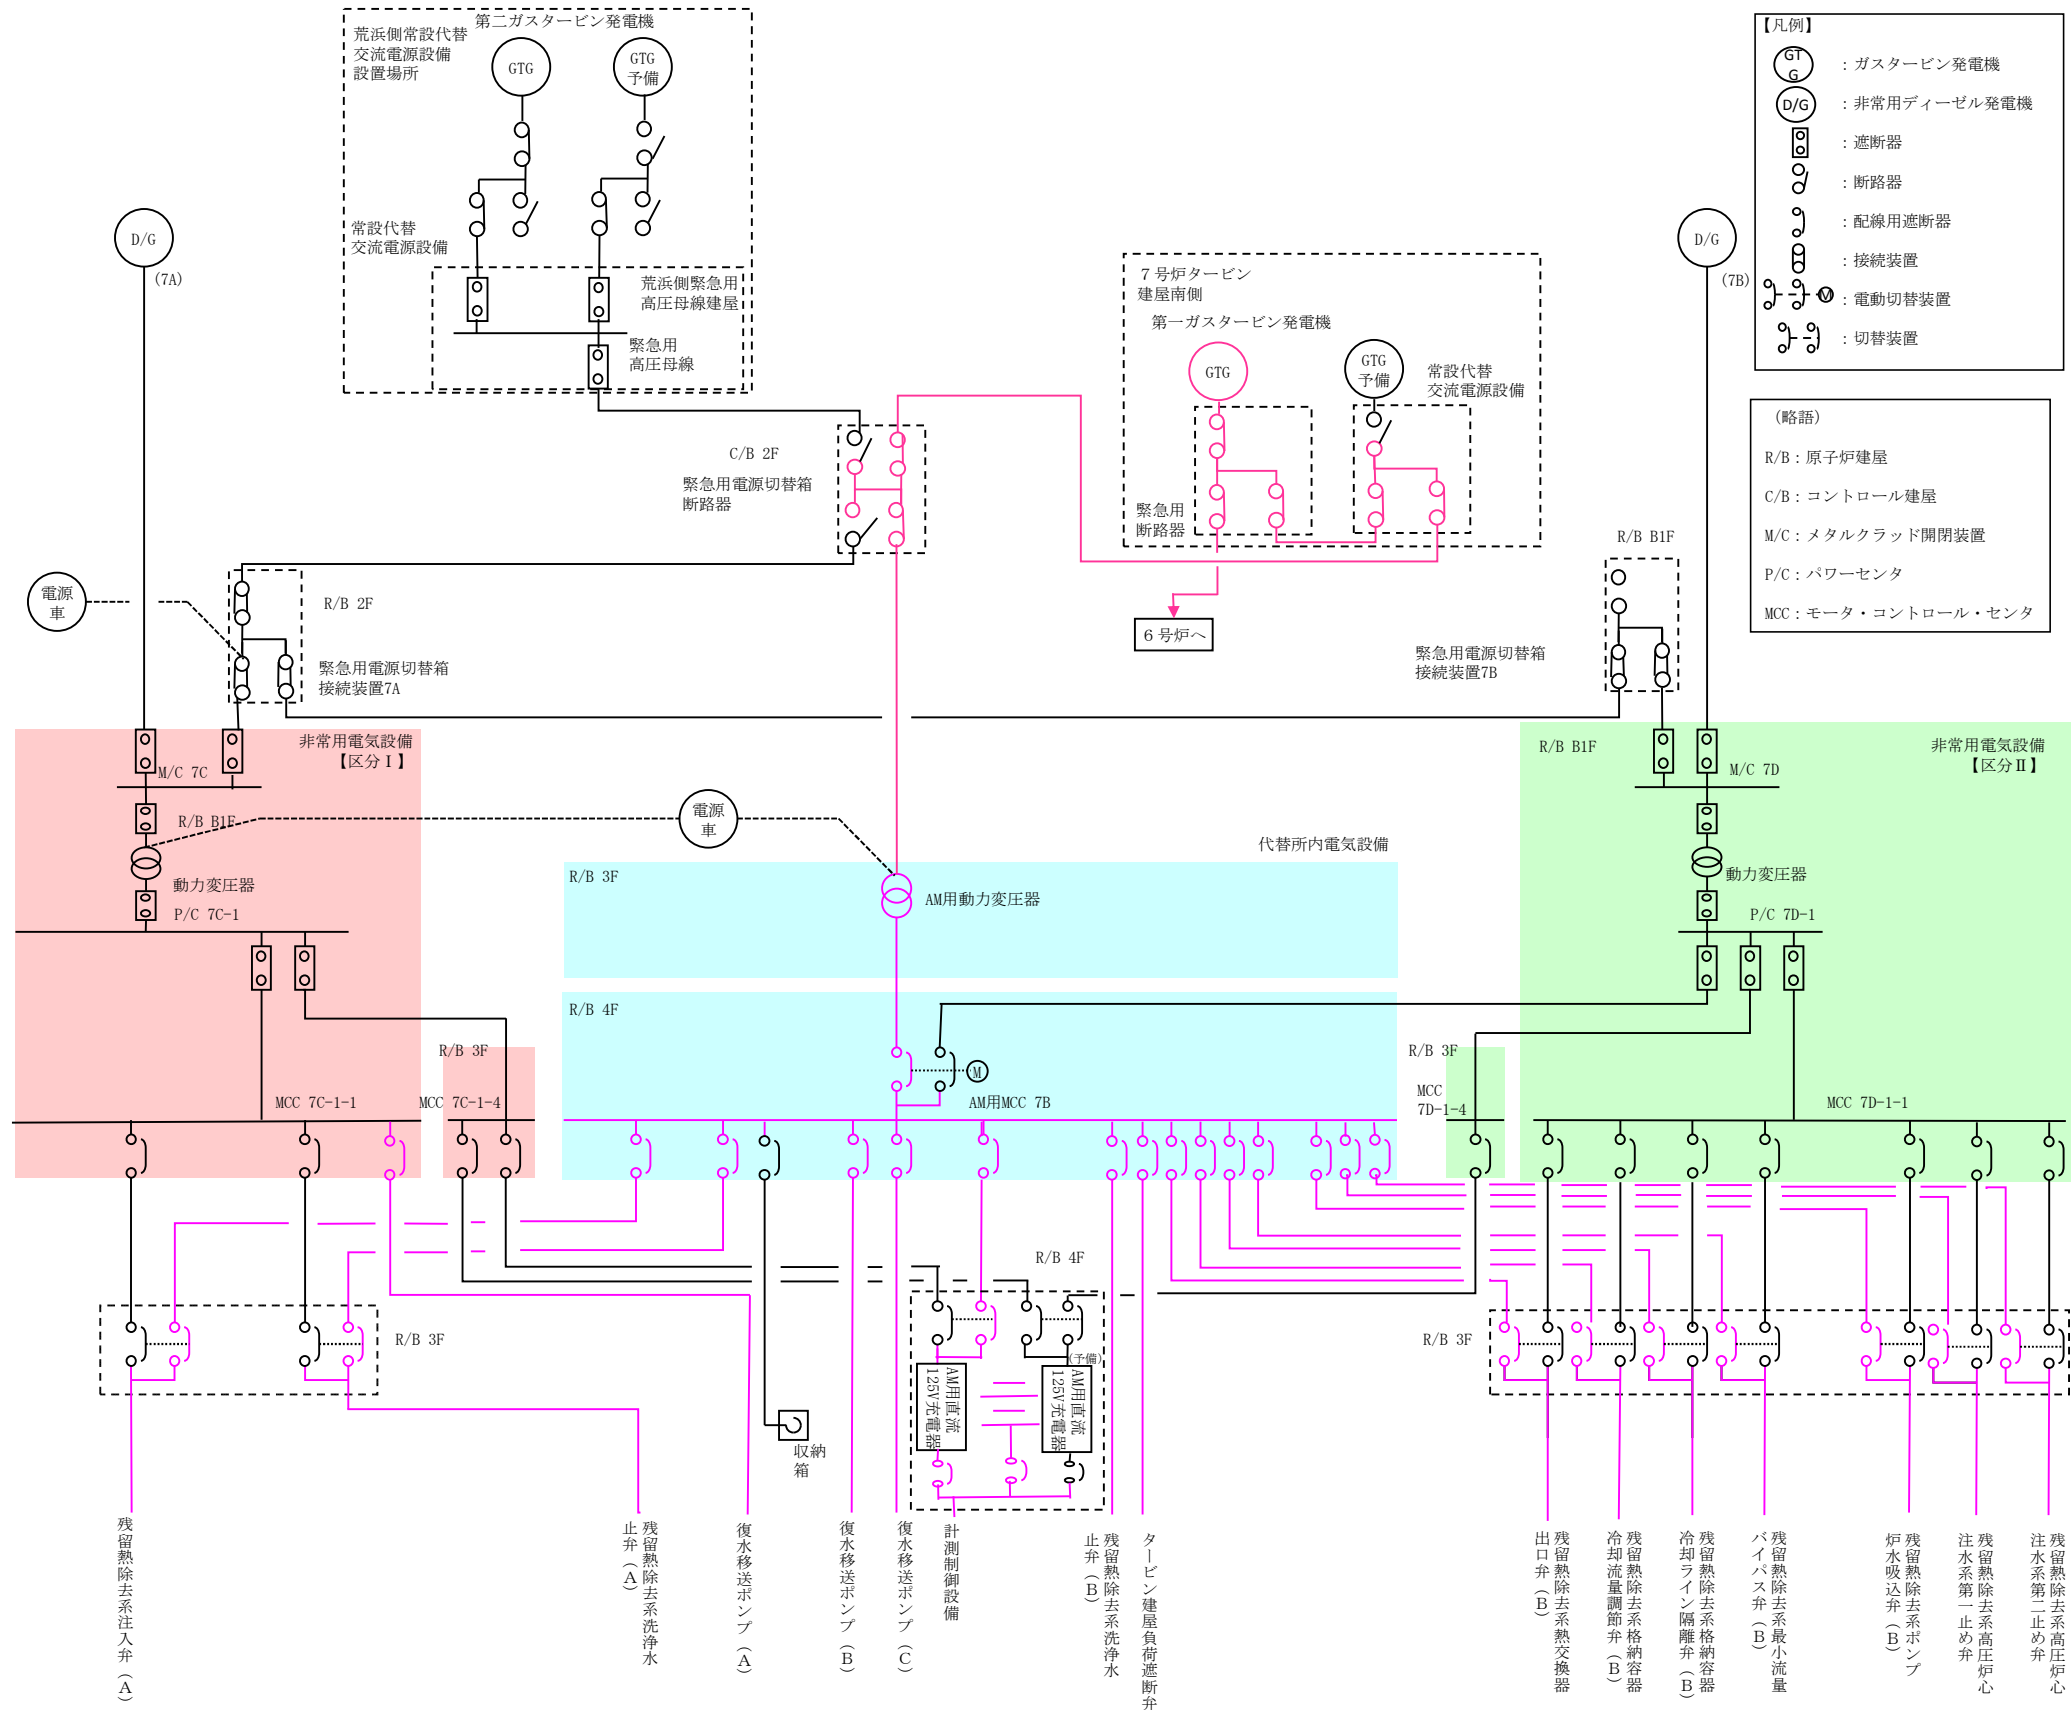 荒浜側常設代替
交流電源設備
設置場所
第二ガスタービン発電機
GTG
GTG
予備
常設代替
交流電源設備
荒浜側緊急用
高圧母線建屋
緊急用
高圧母線
【凡例】
GT
G
：ガスタービン発電機
D/G
：非常用ディーゼル発電機
：遮断器
：断路器
：配線用遮断器
：接続装置
M
：電動切替装置
：切替装置
（略語）
R/B：原子炉建屋
C/B：コントロール建屋
M/C：メタルクラッド開閉装置
P/C：パワーセンタ
MCC：モータ・コントロール・センタ
D/G
(7A)
D/G
(7B)
７号炉タービン
建屋南側
第一ガスタービン発電機
GTG
GTG
予備
常設代替
交流電源設備
緊急用
断路器
６号炉へ
C/B 2F
緊急用電源切替箱
断路器
電源
車
R/B 2F
緊急用電源切替箱
接続装置7A
R/B B1F
緊急用電源切替箱
接続装置7B
非常用電気設備
【区分Ⅰ】
M/C 7C
R/B B1F
動力変圧器
P/C 7C-1
電源
車
代替所内電気設備
R/B 3F
AM用動力変圧器
R/B B1F
非常用電気設備
【区分Ⅱ】
M/C 7D
動力変圧器
P/C 7D-1
R/B 4F
R/B 3F
MCC 7C-1-1
MCC 7C-1-4
M
AM用MCC 7B
R/B 3F
MCC
7D-1-4
MCC 7D-1-1
R/B 3F
R/B 4F
AM用直流
125V充電器
（予備）
AM用直流
125V充電器
収納
箱
R/B 3F
残留熱除去系注入弁（A）
残留熱除去系洗浄水
止弁（A）
復水移送ポンプ（A）
復水移送ポンプ（B）
復水移送ポンプ（C）
計測制御設備
残留熱除去系洗浄水
止弁（B）
タービン建屋負荷遮断弁
残留熱除去系熱交換器
出口弁（B）
残留熱除去系格納容器
冷却流量調節弁（B）
残留熱除去系格納容器
冷却ライン隔離弁（B）
残留熱除去系最小流量
バイパス弁（B）
残留熱除去系ポンプ
炉水吸込弁（B）
残留熱除去系高圧炉心
注水系第一止め弁
残留熱除去系高圧炉心
注水系第二止め弁